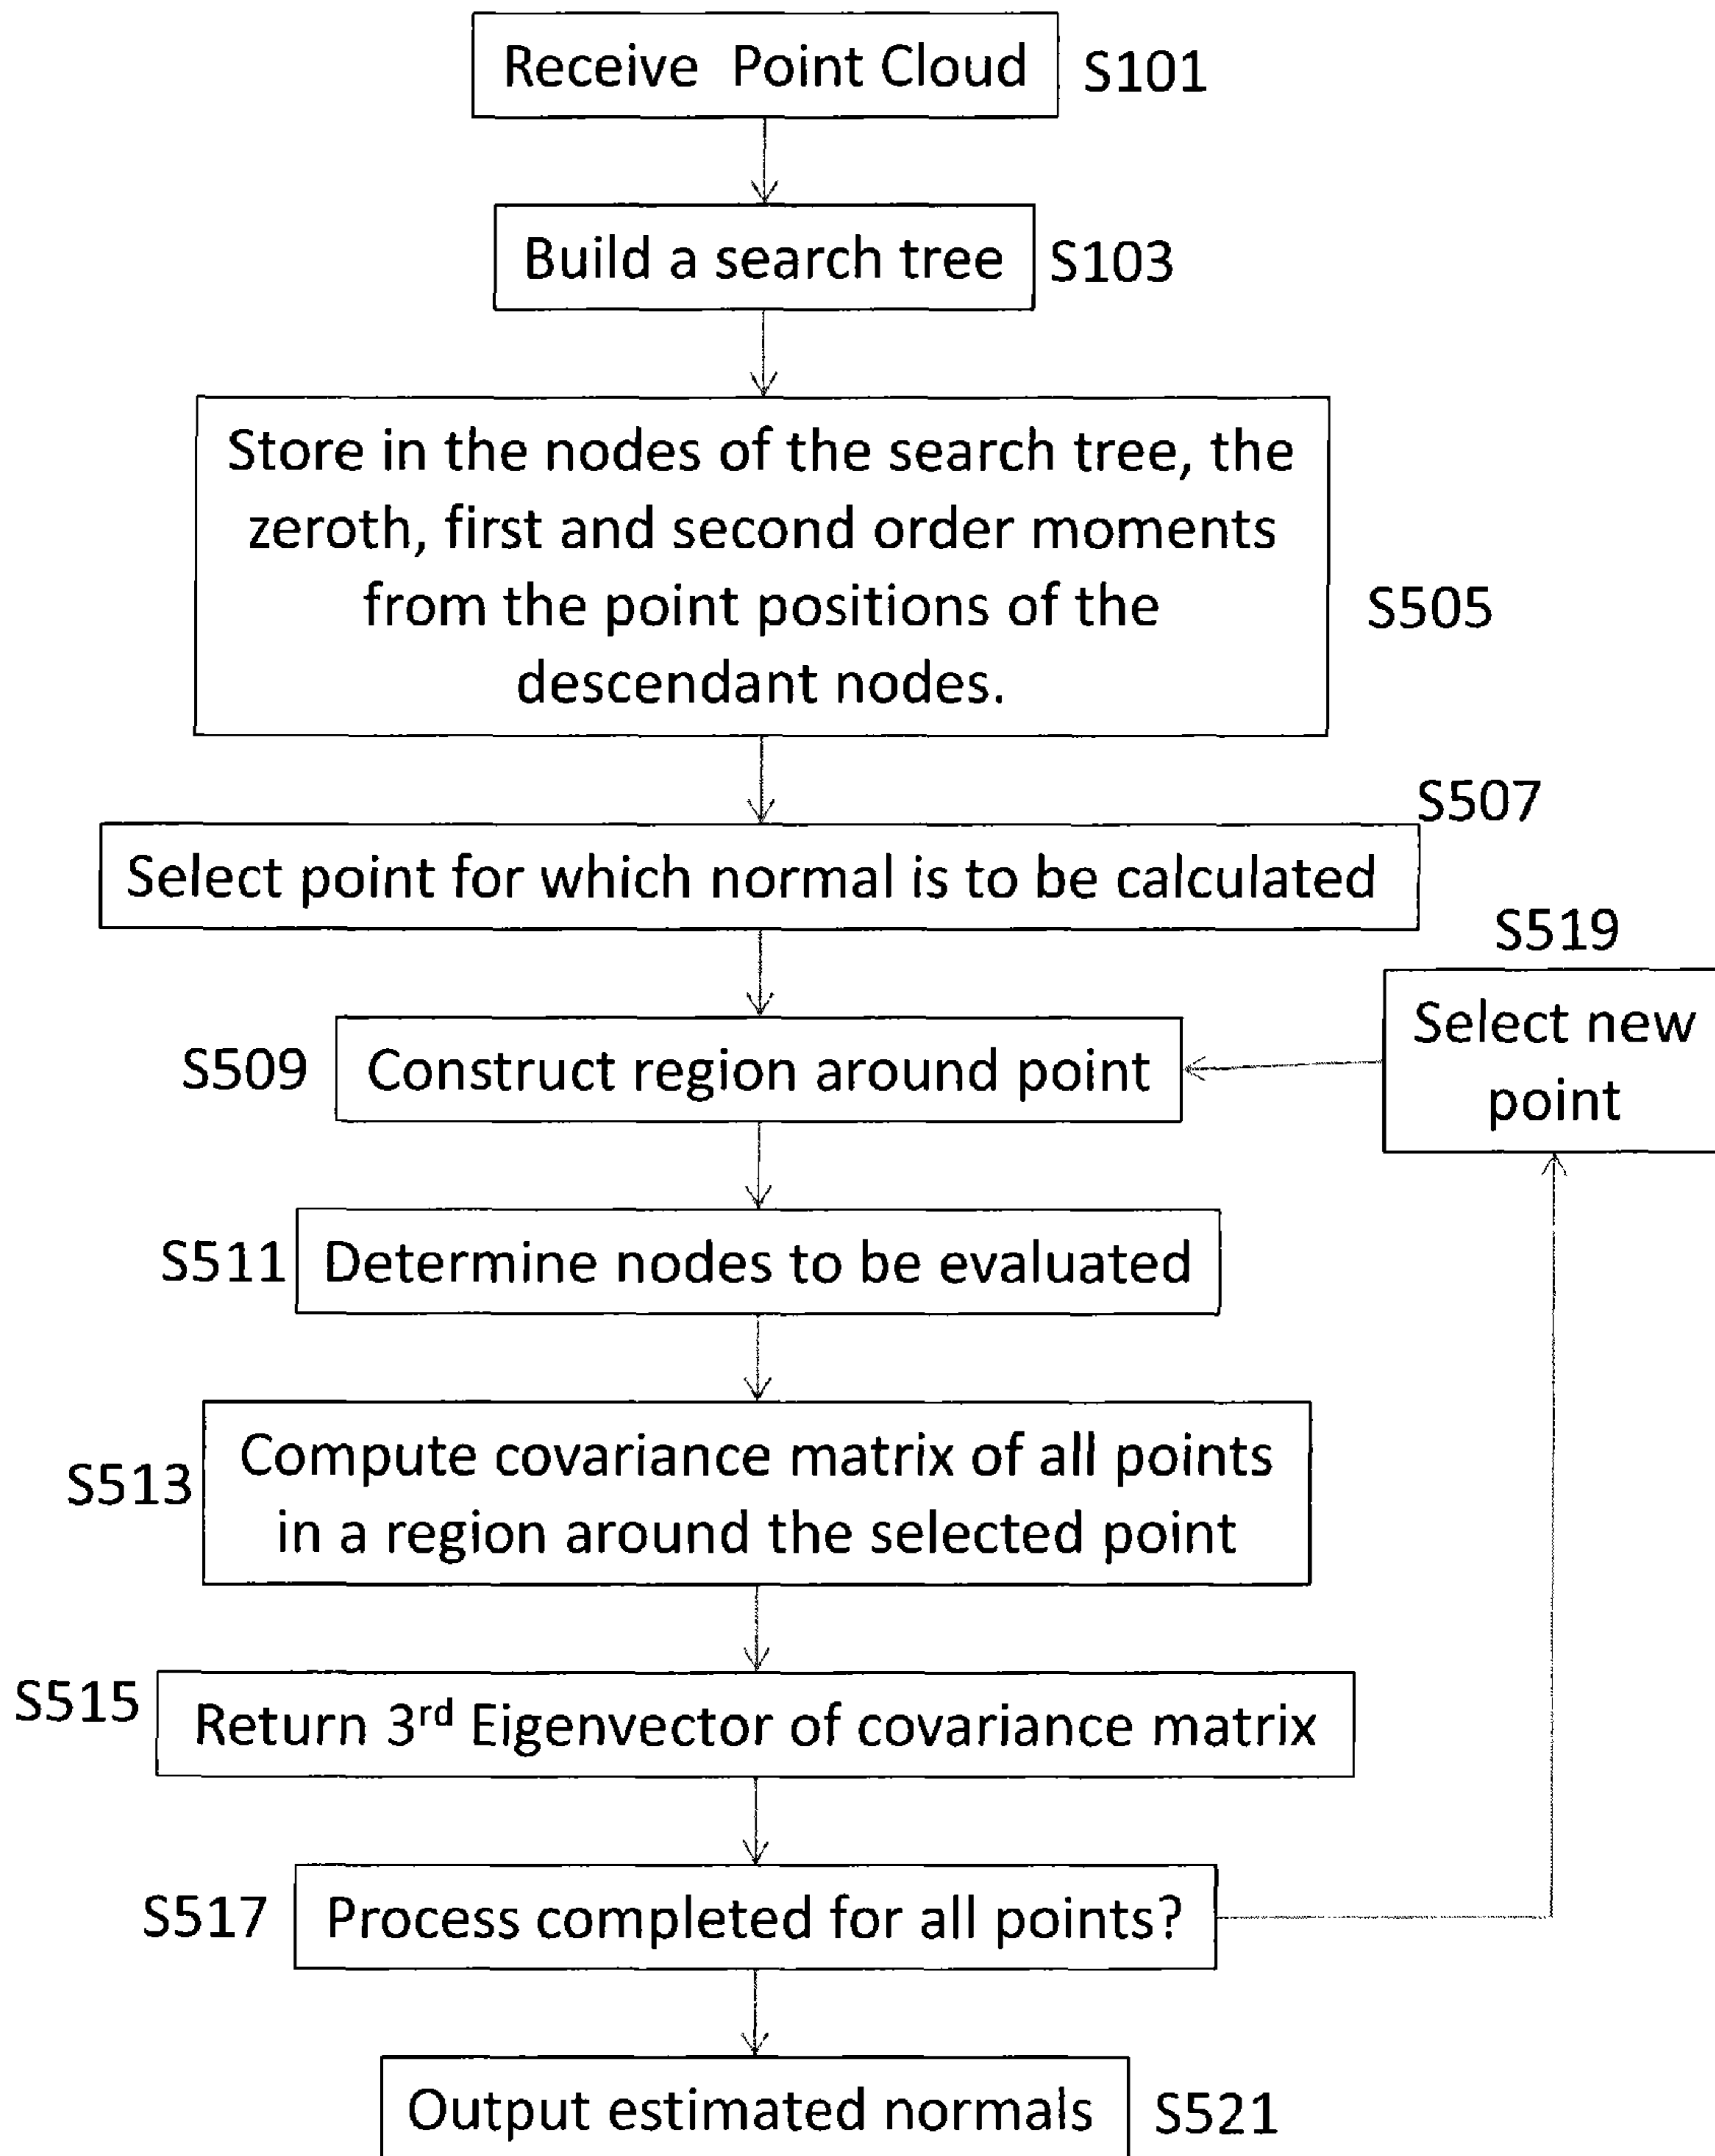 Receive Point Cloud S101
Build a search tree S103
Store in the nodes of the search tree, the
zeroth, first and second order moments
from the point positions of the
descendant nodes.
S505
S507
Select point for which normal is to be calculated
S519
Select new
point
S509 Construct region around point
S511 Determine nodes to be evaluated
S513
Compute covariance matrix of all points
in a region around the selected point
S515 Return 3rd Eigenvector of covariance matrix
S517 Process completed for all points?
Output estimated normals S521